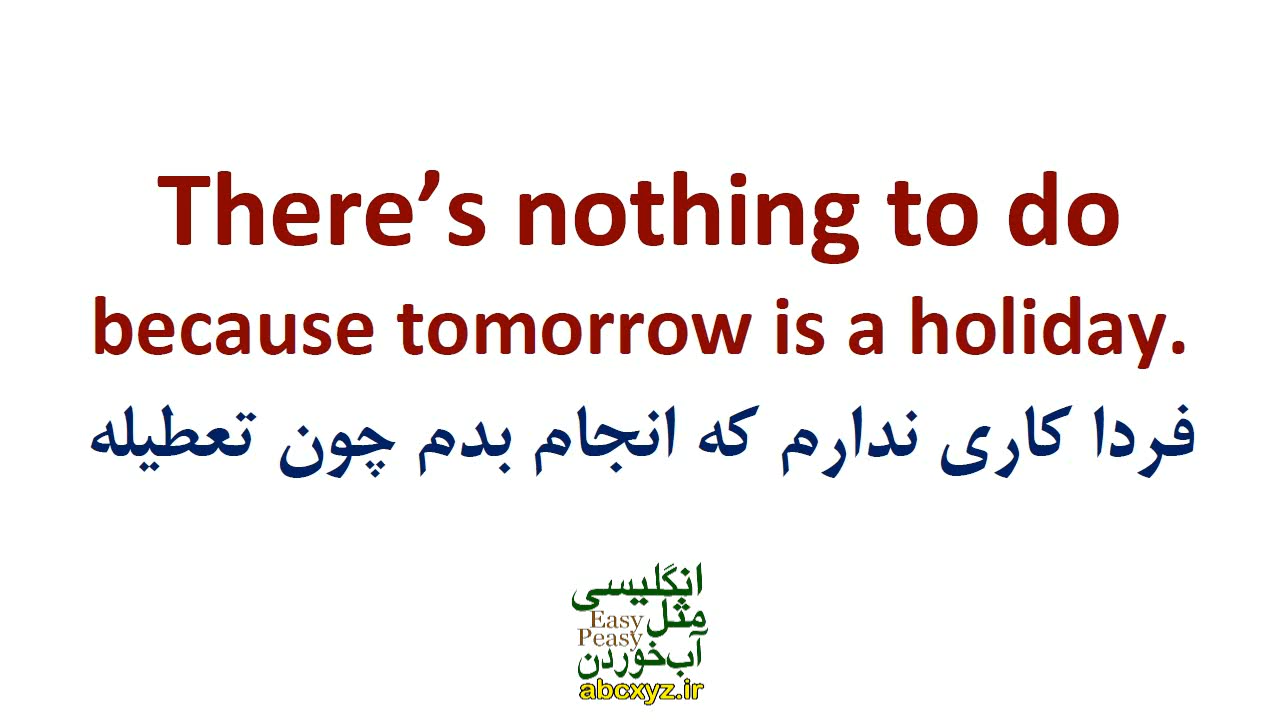 There’s nothing to do
because tomorrow is a holiday.
فردا کاری ندارم که انجام بدم چون تعطیله
انگلیسی
مثل
Easy
Peasy
آب‌خوردن
abcxyz.ir